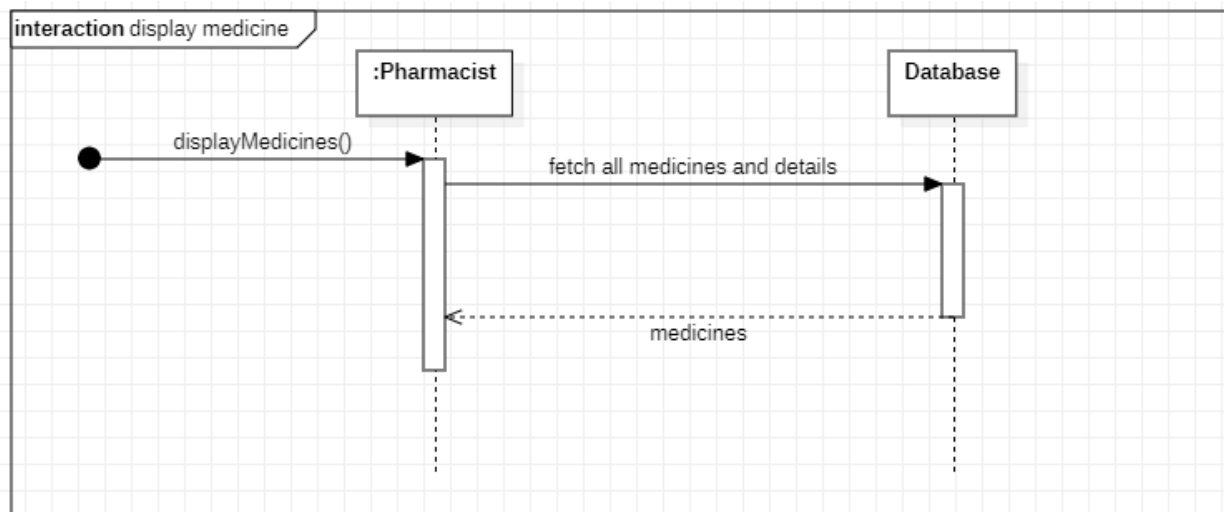 interaction display medicine
:Pharmacist
Database
displayMedicines()
fetch all medicines and details
medicines